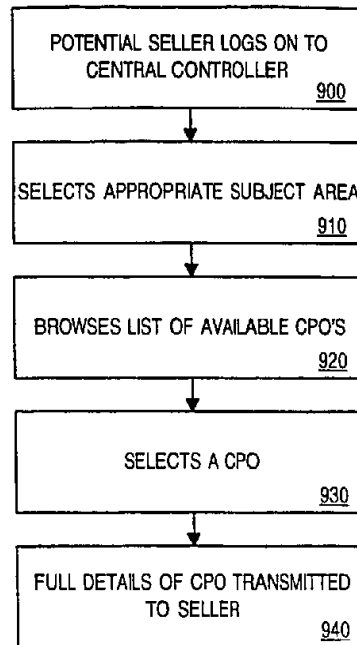 POTENTIAL SELLER LOGS ON TO
CENTRAL CONTROLLER
900
SELECTS APPROPRIATE SUBJECT AREA
910
BROWSES LIST OF AVAILABLE CPO'S
920
SELECTS A CPO
930
FULL DETAILS OF CPO TRANSMITTED
TO SELLER
940